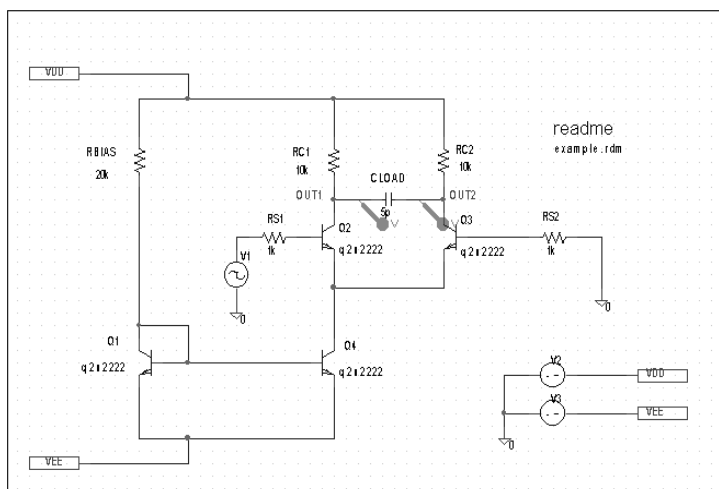 VDD
readme
example.rdm
RBIAS
20k
RC1
10k
RC2
10k
CLOAD
5p
OUT1
OUT2
V
V
RS1
1k
Q2
q2n2222
Q3
q2n2222
RS2
1k
V1
0
0
Q1
q2n2222
Q4
q2n2222
V2
VDD
V3
VEE
0
VEE